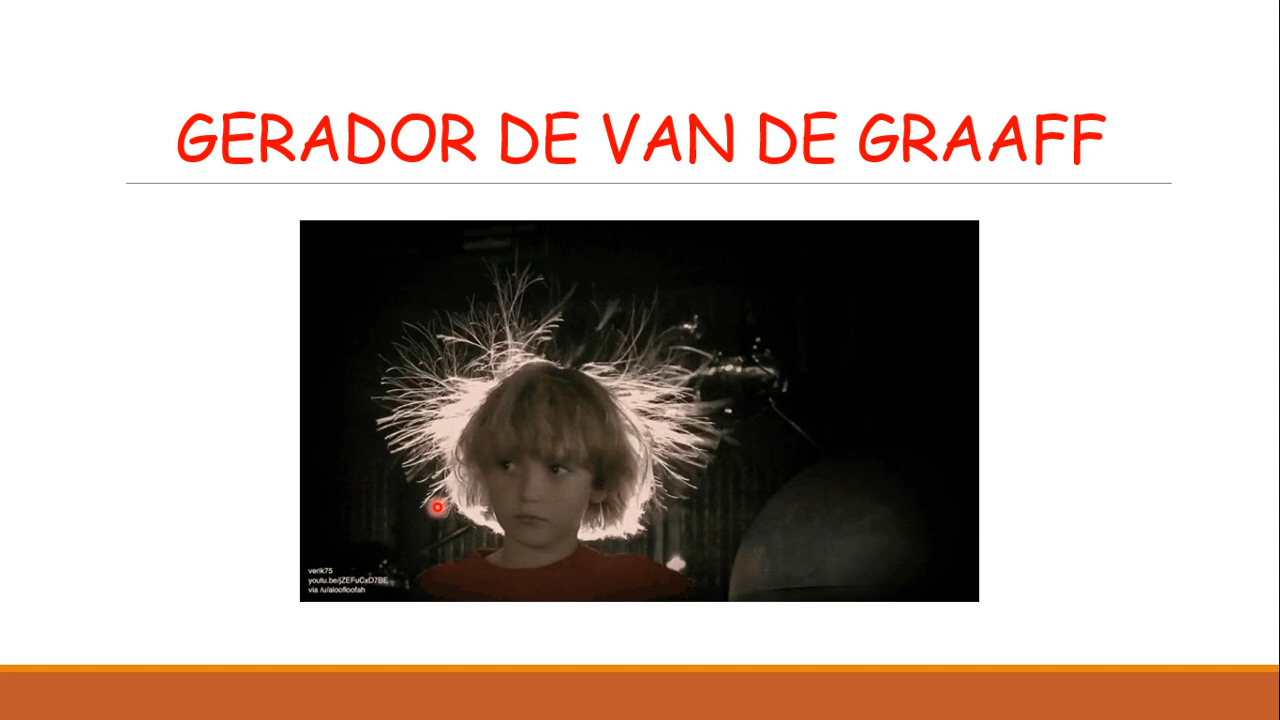 GERADOR DE VAN DE GRAAFF
verik75
youtu.be/jZEFuCxD7BE
via /u/aloofloofah